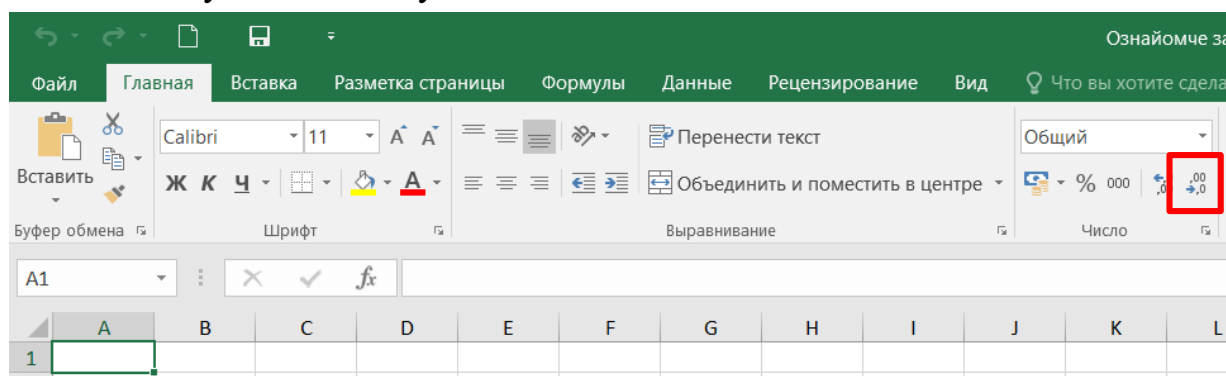 Ознайомче за
Файл Главная Вставка Разметка страницы Формулы Данные Рецензирование Вид Что вы хотите сдела
Calibri 11 A A Перенести текст Общий
Вставить Ж К Ч A Объединить и поместить в центре % 000 ,0 ,00 ,0
Буфер обмена Шрифт Выравнивание Число
A1 fx
A B C D E F G H I J K L
1